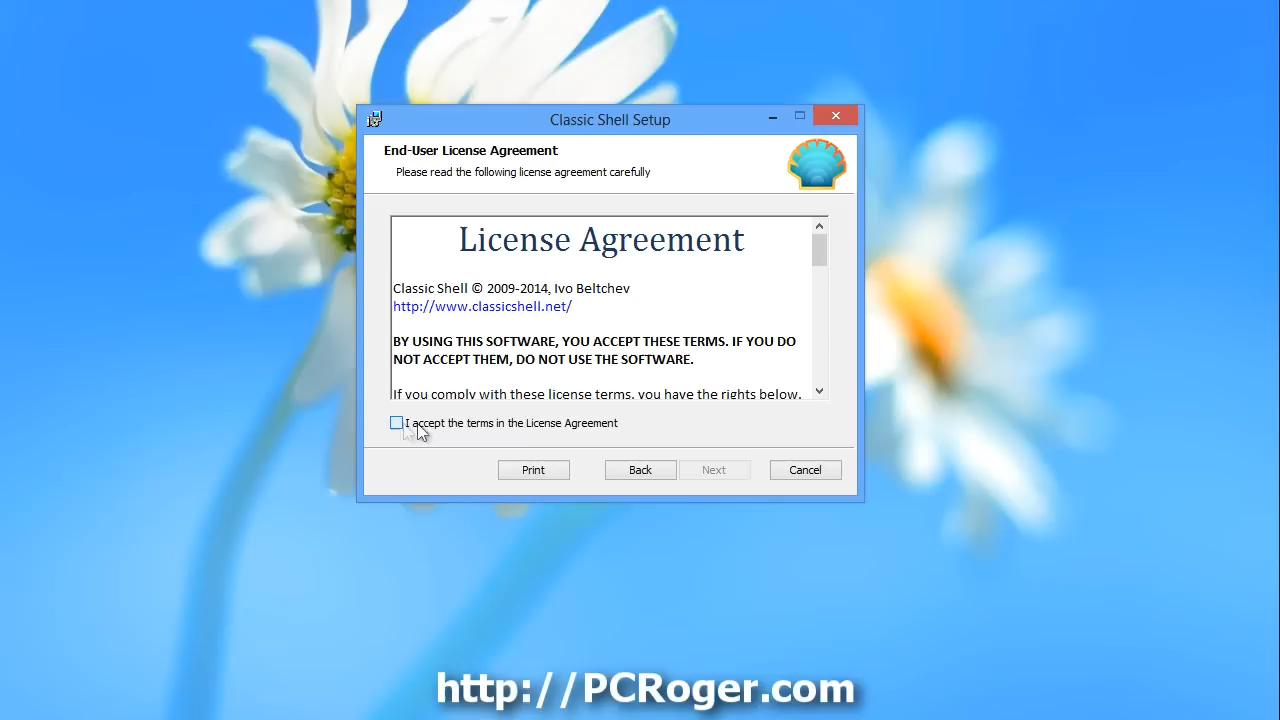 Classic Shell Setup
End-User License Agreement
Please read the following license agreement carefully
License Agreement
Classic Shell © 2009-2014, Ivo Beltchev
http://www.classicshell.net/
BY USING THIS SOFTWARE, YOU ACCEPT THESE TERMS. IF YOU DO
NOT ACCEPT THEM, DO NOT USE THE SOFTWARE.
If you comply with these license terms, you have the rights below.
I accept the terms in the License Agreement
Print Back Next Cancel
http://PCRoger.com